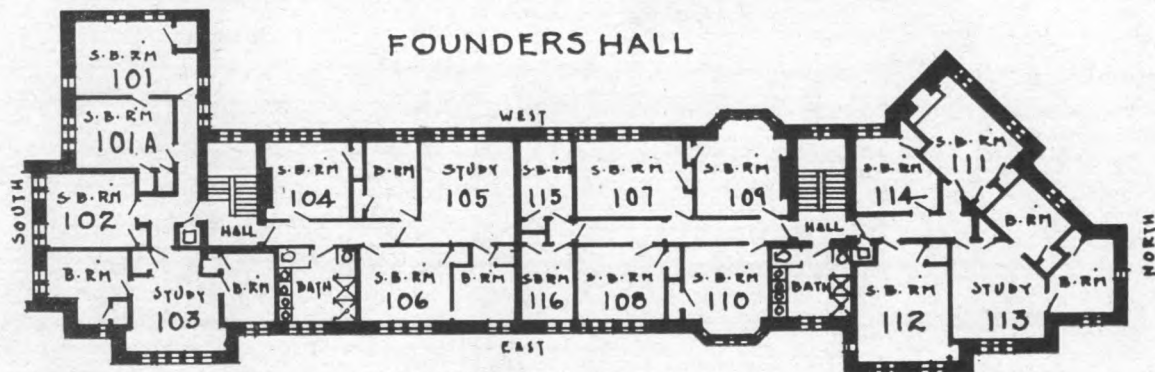 FOUNDERS HALL
S.B.RM
101
S.B.RM
101A
WEST
S.B.RM
102
SOUTH
HALL
S.B.RM
104
B.RM
STUDY
105
S.B.RM
115
S.B.RM
107
S.B.RM
109
HALL
S.B.RM
114
S.B.RM
111
B.RM
NORTH
B.RM
STUDY
103
B.RM
BATH
S.B.RM
106
B.RM
S.B.RM
116
S.B.RM
108
S.B.RM
110
BATH
S.B.RM
112
STUDY
113
B.RM
EAST